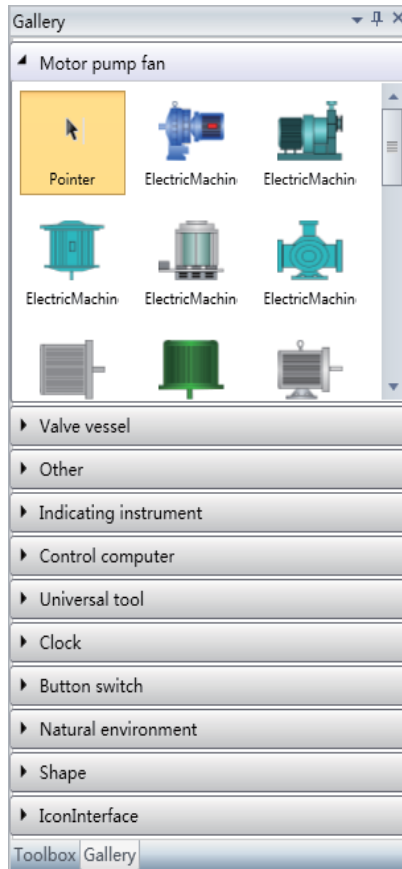 Gallery
Motor pump fan
Pointer
ElectricMachin
ElectricMachin
ElectricMachin
ElectricMachin
ElectricMachin
Valve vessel
Other
Indicating instrument
Control computer
Universal tool
Clock
Button switch
Natural environment
Shape
IconInterface
Toolbox Gallery